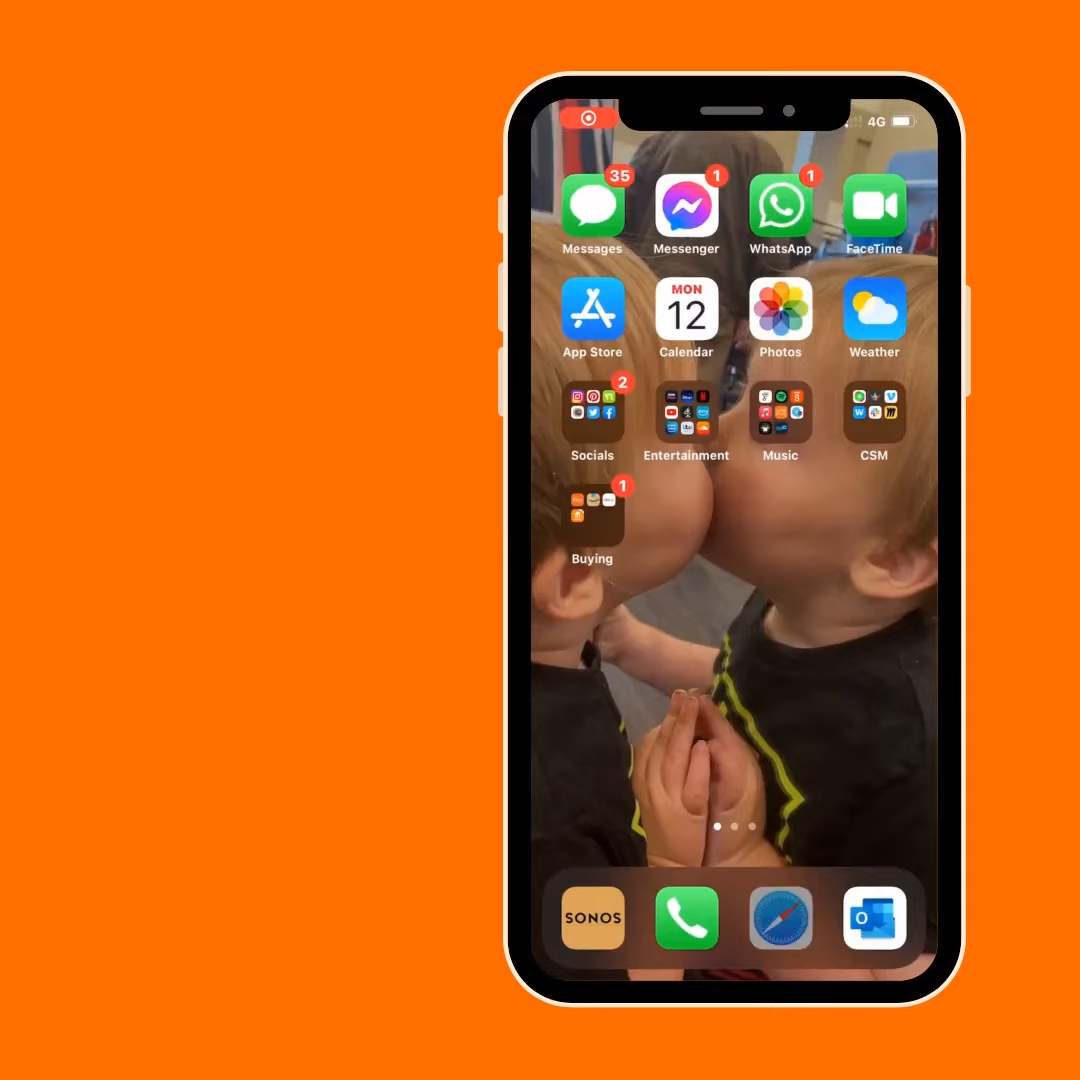 4G
35
1
1
Messages
Messenger
WhatsApp
FaceTime
MON
12
App Store
Calendar
Photos
Weather
2
Socials
Entertainment
Music
CSM
1
Buying
SONOS
O